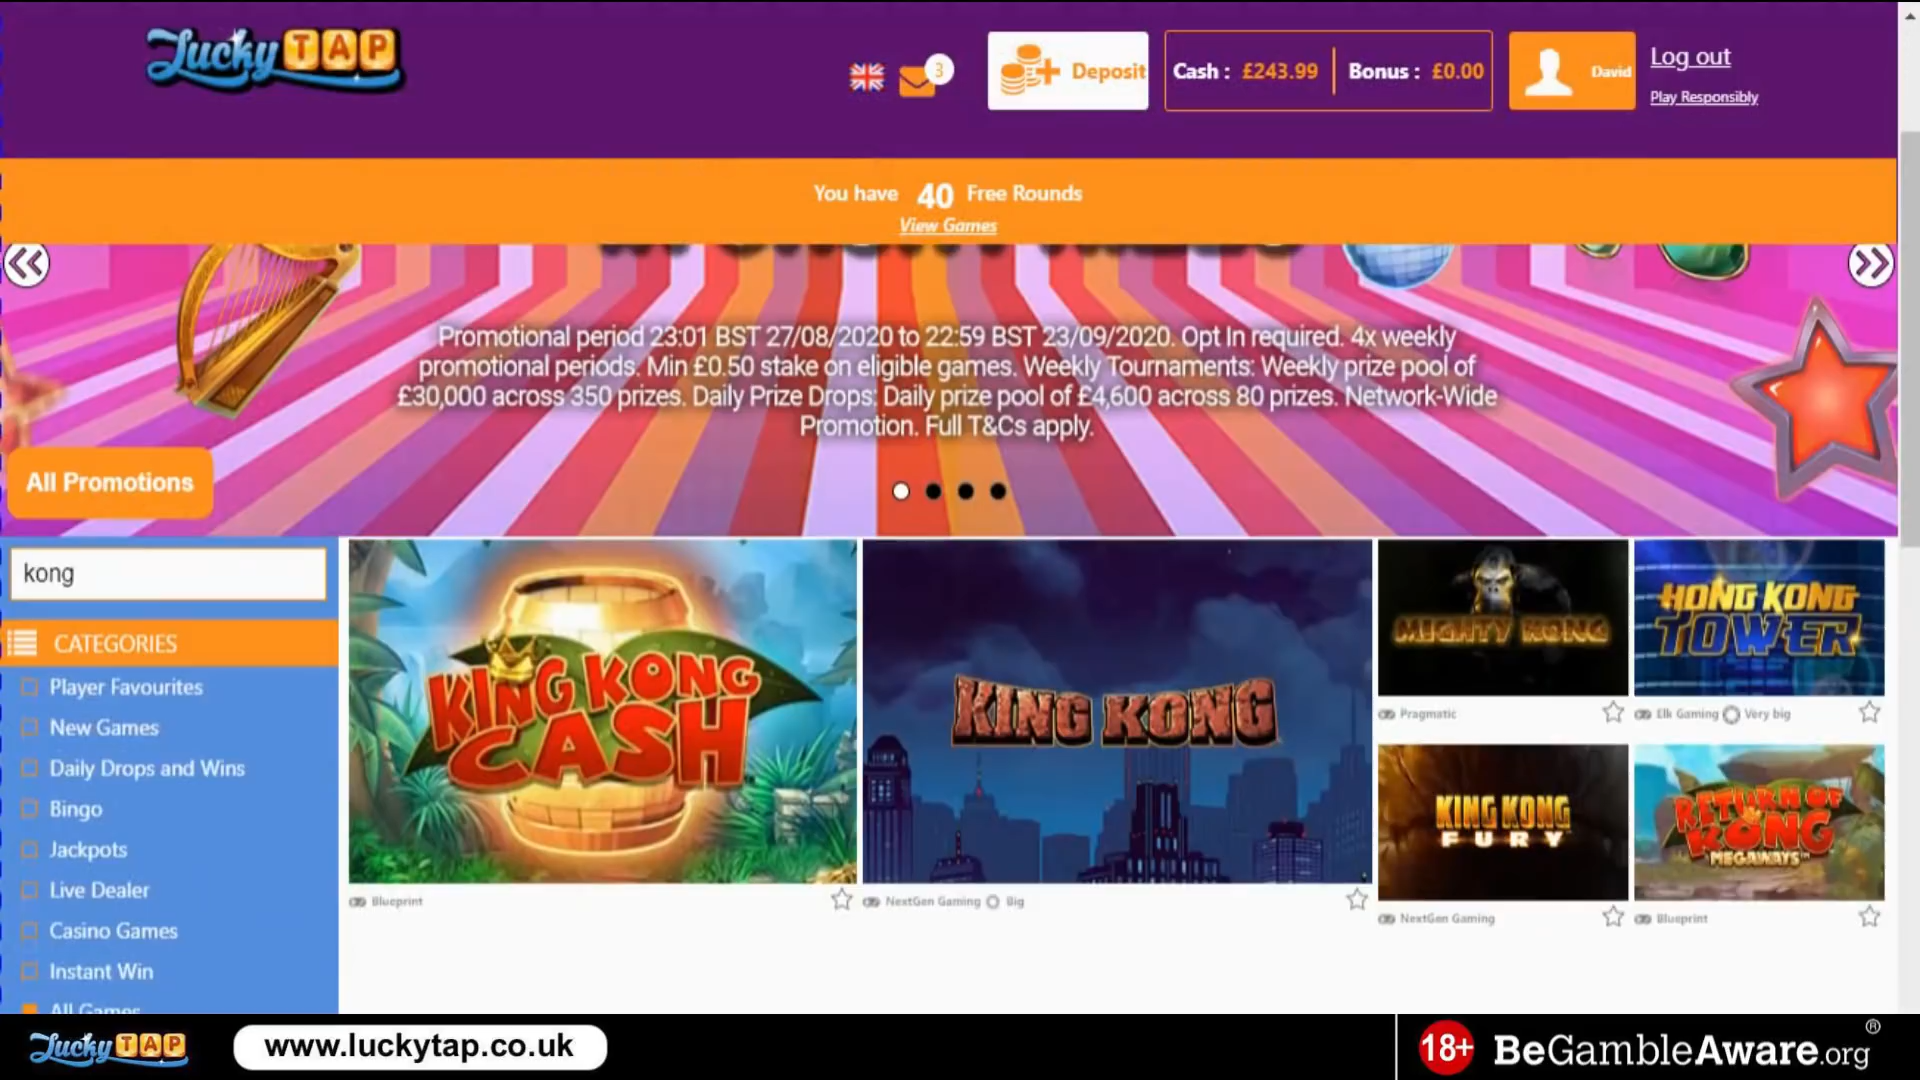 Lucky TAP
3
Deposit
Cash : £243.99
Bonus : £0.00
David
Log out
Play Responsibly
You have 40 Free Rounds
View Games
Promotional period 23:01 BST 27/08/2020 to 22:59 BST 23/09/2020. Opt In required. 4x weekly
promotional periods. Min £0.50 stake on eligible games. Weekly Tournaments: Weekly prize pool of
£30,000 across 350 prizes. Daily Prize Drops: Daily prize pool of £4,600 across 80 prizes. Network-Wide
Promotion. Full T&Cs apply.
All Promotions
kong
CATEGORIES
Player Favourites
New Games
Daily Drops and Wins
Bingo
Jackpots
Live Dealer
Casino Games
Instant Win
All Games
KING KONG
CASH
Blueprint
KING KONG
NextGen Gaming Big
MIGHTY KONG
Pragmatic
HONG KONG
TOWER
Elk Gaming Very big
KING KONG
FURY
NextGen Gaming
RETURN OF
KONG
MEGAWAYS
Blueprint
Lucky TAP
www.luckytap.co.uk
18+
BeGambleAware.org®